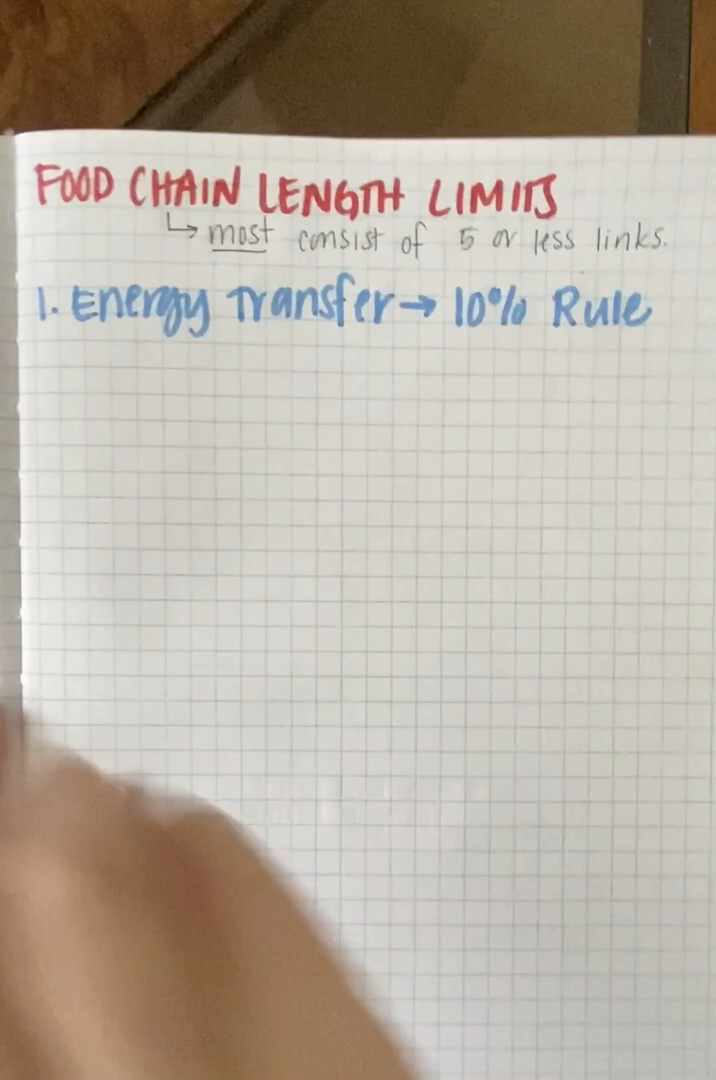 FOOD CHAIN LENGTH LIMITS
↳ most consist of 5 or less links.
1. Energy Transfer → 10% Rule